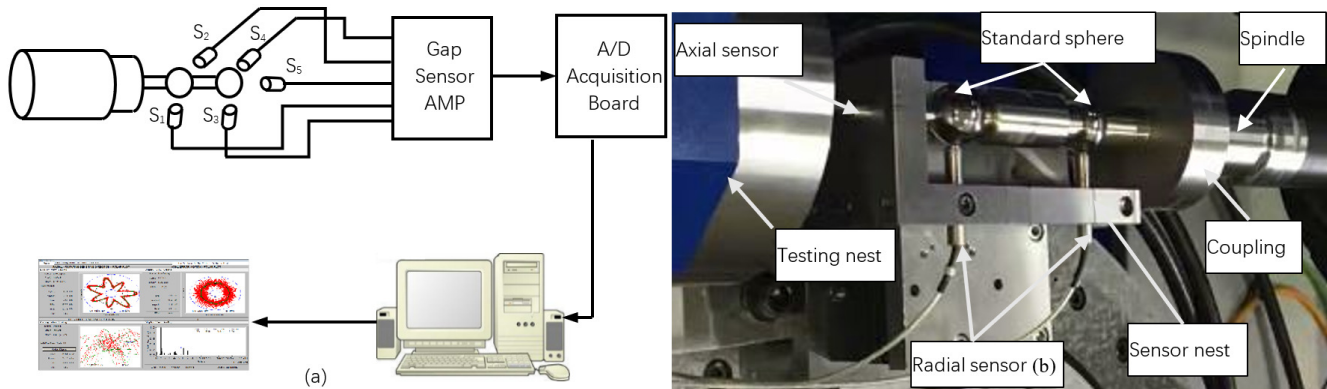 S₂
S₄
S₅
S₁
S₃
Gap
Sensor
AMP
A/D
Acquisition
Board
(a)
Axial sensor
Standard sphere
Spindle
Testing nest
Coupling
Radial sensor (b)
Sensor nest